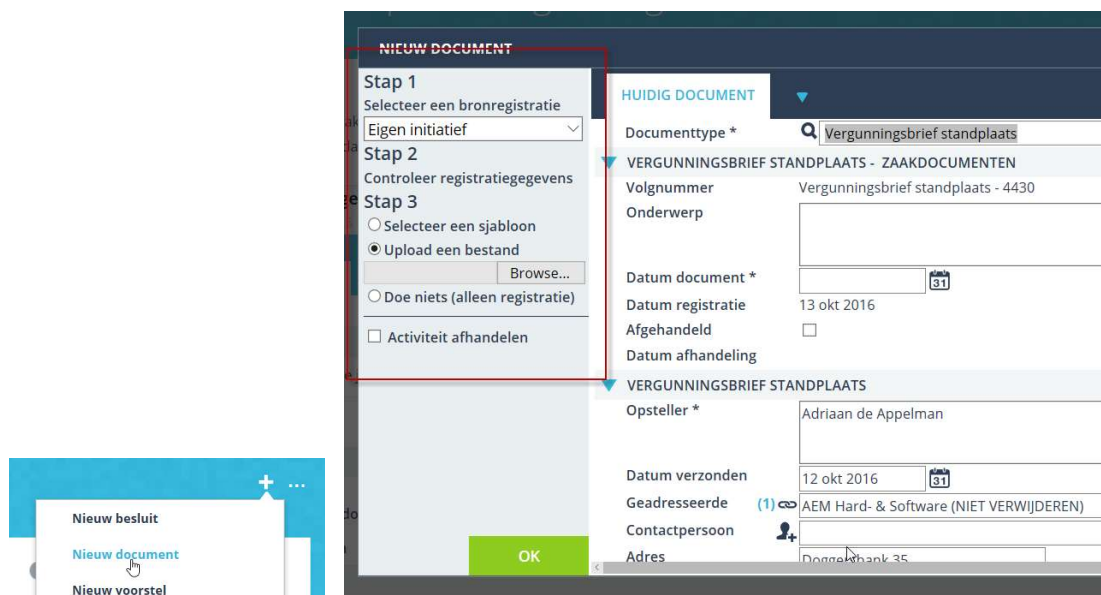 NIEUW DOCUMENT
Stap 1
Selecteer een bronregistratie
Eigen initiatief
Stap 2
Controleer registratiegegevens
Stap 3
Selecteer een sjabloon
Upload een bestand
Browse...
Doe niets (alleen registratie)
Activiteit afhandelen
OK
HUIDIG DOCUMENT
Documenttype * Vergunningsbrief standplaats
VERGUNNINGSBRIEF STANDPLAATS - ZAAKDOCUMENTEN
Volgnummer Vergunningsbrief standplaats - 4430
Onderwerp
Datum document * 31
Datum registratie 13 okt 2016
Afgehandeld
Datum afhandeling
VERGUNNINGSBRIEF STANDPLAATS
Opsteller * Adriaan de Appelman
Datum verzonden 12 okt 2016 31
Geadresseerde (1) AEM Hard- & Software (NIET VERWIJDEREN)
Contactpersoon
Adres Doggersbank 35
+ ...
Nieuw besluit
Nieuw document
Nieuw voorstel